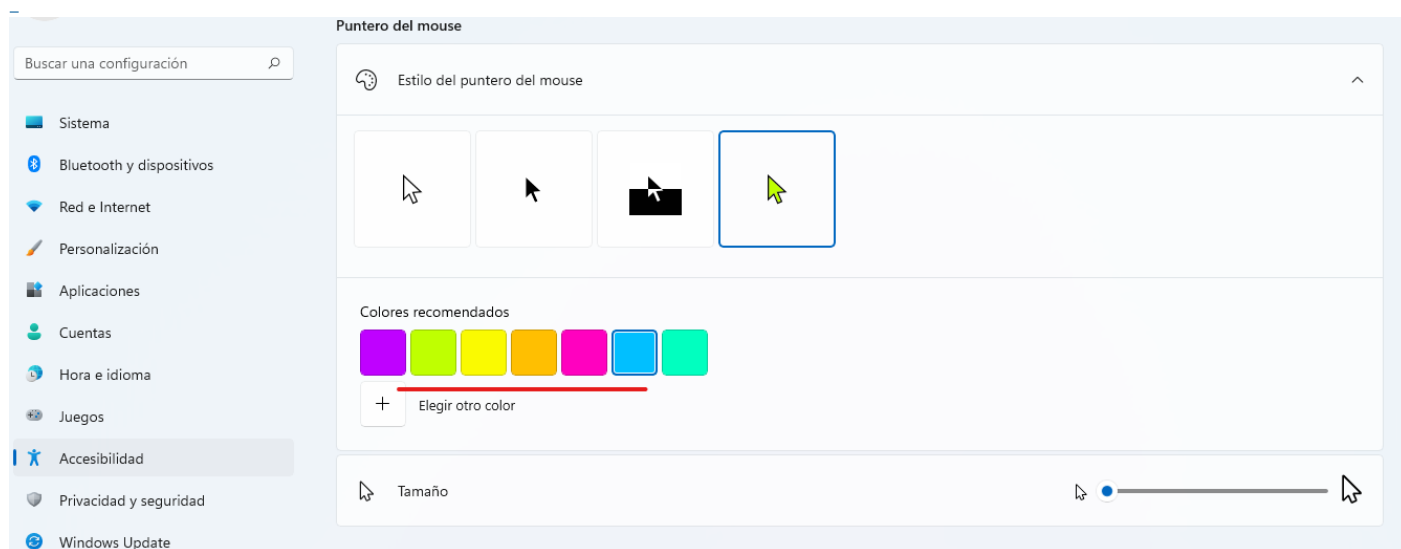 Puntero del mouse
Buscar una configuración
Estilo del puntero del mouse
Sistema
Bluetooth y dispositivos
Red e Internet
Personalización
Aplicaciones
Cuentas
Hora e idioma
Juegos
Accesibilidad
Privacidad y seguridad
Windows Update
Colores recomendados
Elegir otro color
Tamaño